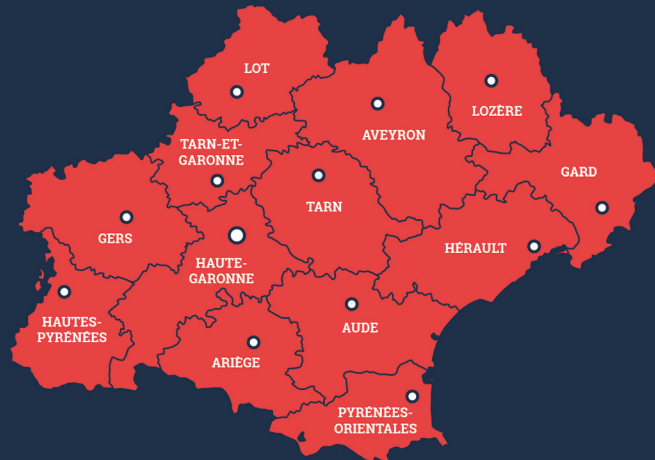 LOT
LOZÈRE
AVEYRON
TARN-ET-
GARONNE
GARD
TARN
GERS
HÉRAULT
HAUTE-
GARONNE
HAUTES-
PYRÉNÉES
AUDE
ARIÈGE
PYRÉNÉES-
ORIENTALES